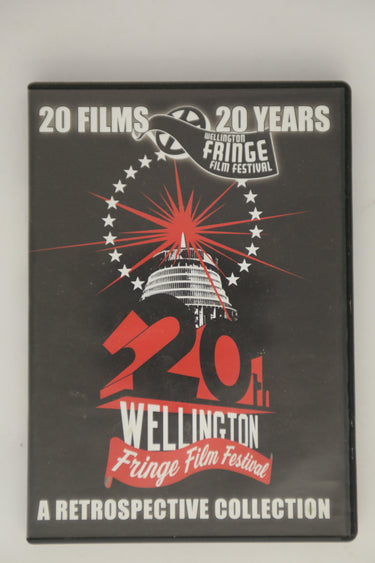 20 FILMS 20 YEARS
WELLINGTON
FRINGE
FILM FESTIVAL
20TH.
WELLINGTON
Fringe Film Festival
A RETROSPECTIVE COLLECTION